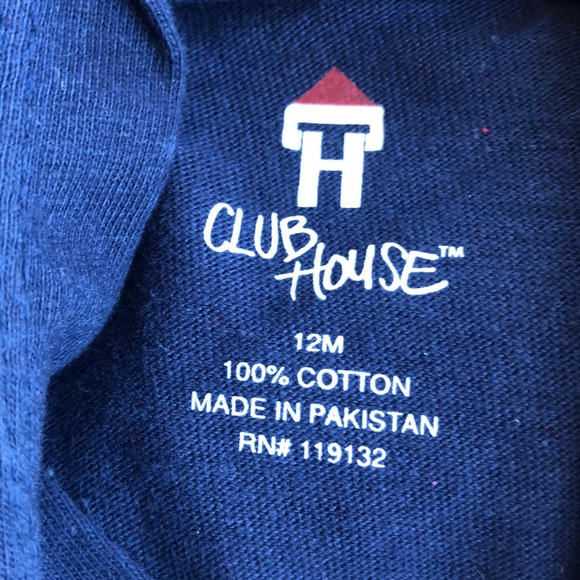 H
CLUB
HOUSE™
12M
100% COTTON
MADE IN PAKISTAN
RN# 119132